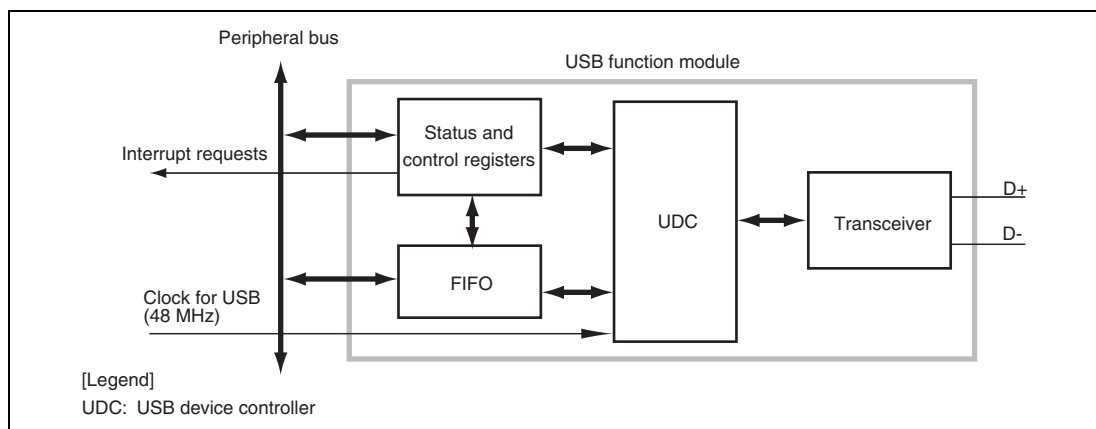 Peripheral bus
USB function module
Status and
control registers
Interrupt requests
UDC
Transceiver
D+
D-
FIFO
Clock for USB
(48 MHz)
[Legend]
UDC: USB device controller